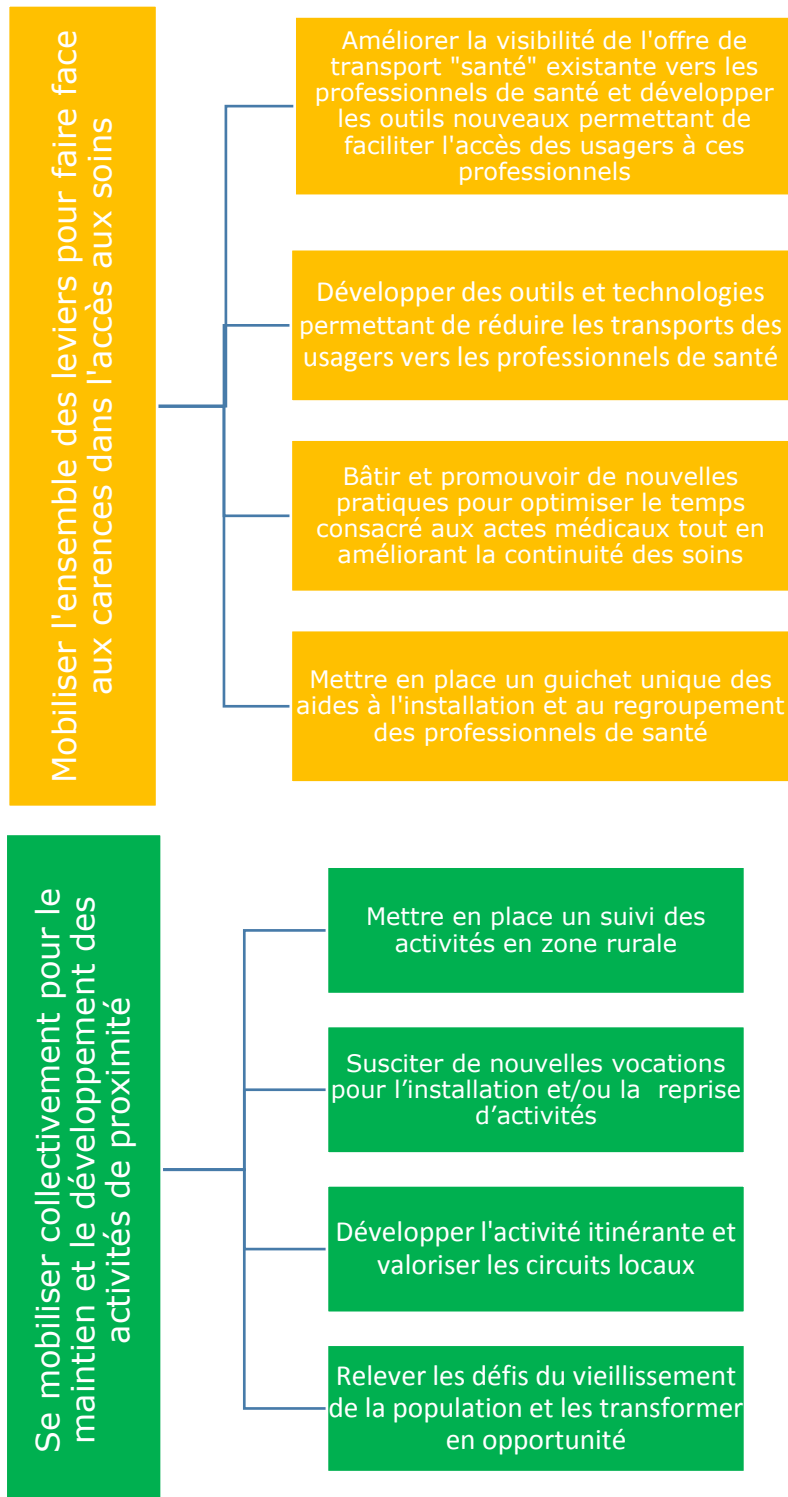 Mobiliser l'ensemble des leviers pour faire face
aux carences dans l'accès aux soins
Améliorer la visibilité de l'offre de
transport "santé" existante vers les
professionnels de santé et développer
les outils nouveaux permettant de
faciliter l'accès des usagers à ces
professionnels
Développer des outils et technologies
permettant de réduire les transports des
usagers vers les professionnels de santé
Bâtir et promouvoir de nouvelles
pratiques pour optimiser le temps
consacré aux actes médicaux tout en
améliorant la continuité des soins
Mettre en place un guichet unique des
aides à l'installation et au regroupement
des professionnels de santé
Se mobiliser collectivement pour le
maintien et le développement des
activités de proximité
Mettre en place un suivi des
activités en zone rurale
Susciter de nouvelles vocations
pour l’installation et/ou la  reprise
d’activités
Développer l'activité itinérante et
valoriser les circuits locaux
Relever les défis du vieillissement
de la population et les transformer
en opportunité